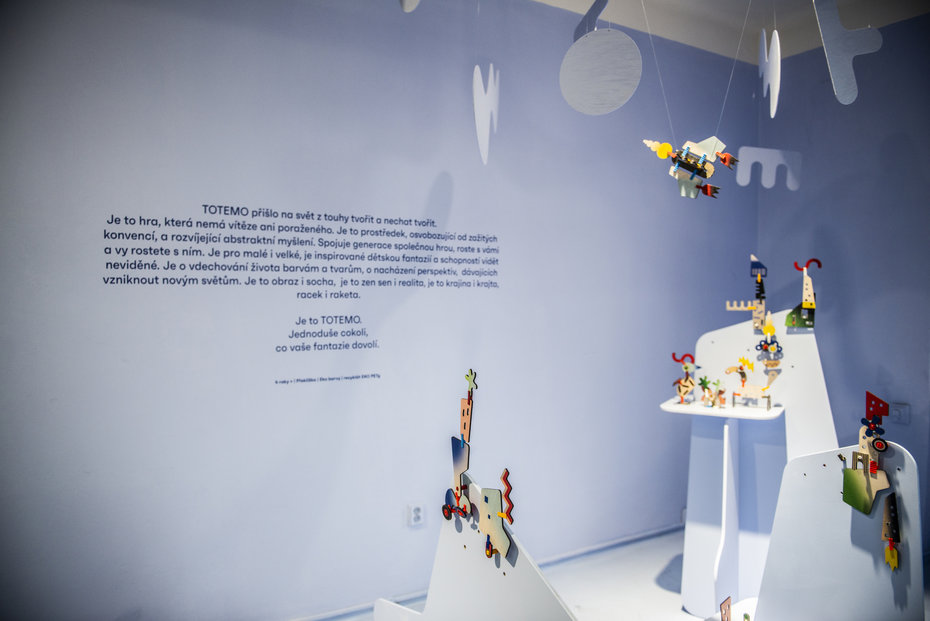 TOTEMO přišlo na svět z touhy tvořit a nechat tvořit.
Je to hra, která nemá vítěze ani poraženého. Je to prostředek, osvobozující od zažitých
konvencí, a rozvíjející abstraktní myšlení. Spojuje generace společnou hrou, roste s vámi
a vy rostete s ním. Je pro malé i velké, je inspirované dětskou fantazií a schopností vidět
neviděné. Je o vdechování života barvám a tvarům, o nacházení perspektiv, dávajících
vzniknout novým světům. Je to obraz i socha, je to zen sen i realita, je to krajina i krajta,
racek i raketa.
Je to TOTEMO.
Jednoduše cokoli,
co vaše fantazie dovolí.